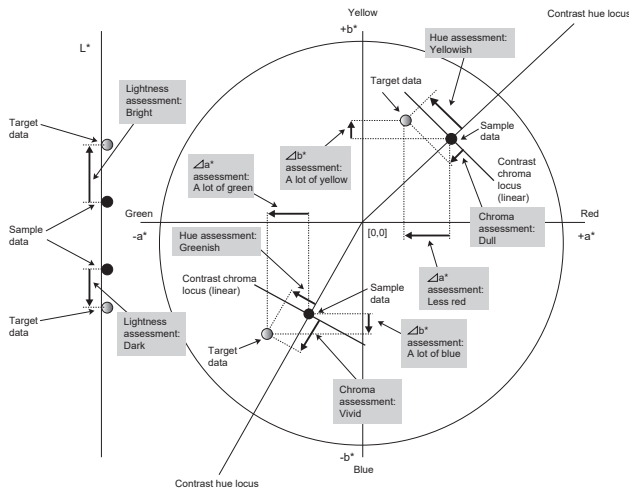 Yellow
+b*
Contrast hue locus
L*
Hue assessment:
Yellowish
Target data
Lightness
assessment:
Bright
Target
data
Sample
data
⊿b*
assessment:
A lot of yellow
⊿a*
assessment:
A lot of green
Contrast
chroma
locus
(linear)
Green
-a*
Sample
data
[0,0]
Red
+a*
Chroma
assessment:
Dull
Hue assessment:
Greenish
Contrast chroma
locus (linear)
⊿a*
assessment:
Less red
Sample
data
Target
data
Lightness
assessment:
Dark
Target data
⊿b*
assessment:
A lot of blue
Chroma
assessment:
Vivid
-b*
Blue
Contrast hue locus